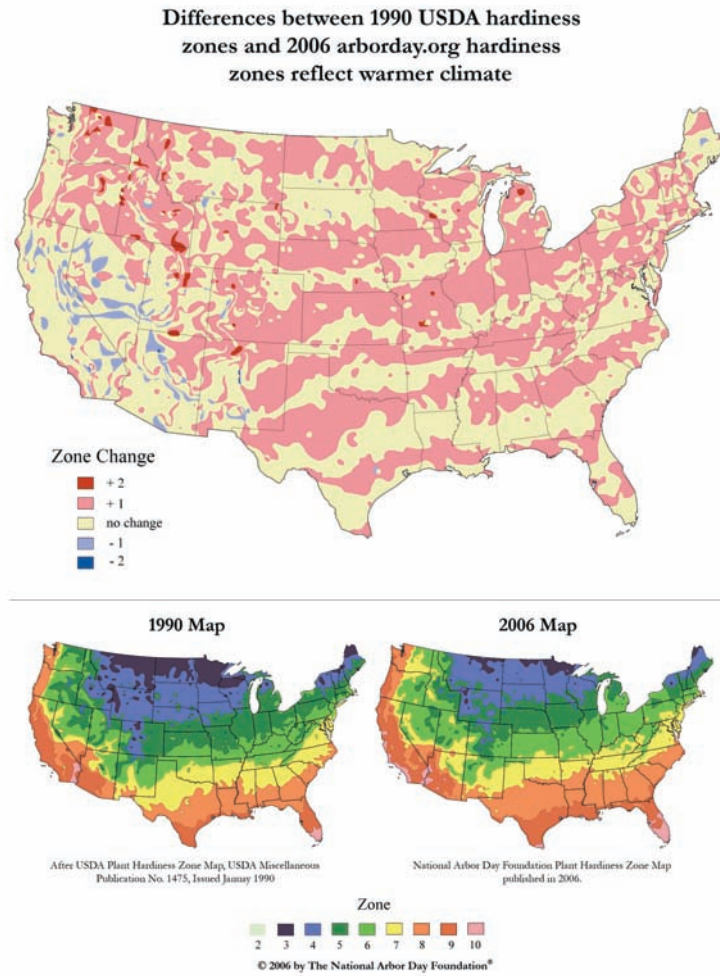 Differences between 1990 USDA hardiness
zones and 2006 arborday.org hardiness
zones reflect warmer climate
Zone Change
+ 2
+ 1
no change
- 1
- 2
1990 Map
2006 Map
After USDA Plant Hardiness Zone Map, USDA Miscellaneous
Publication No. 1475, Issued Januay 1990
National Arbor Day Foundation Plant Hardiness Zone Map
published in 2006.
Zone
2 3 4 5 6 7 8 9 10
© 2006 by The National Arbor Day Foundation®